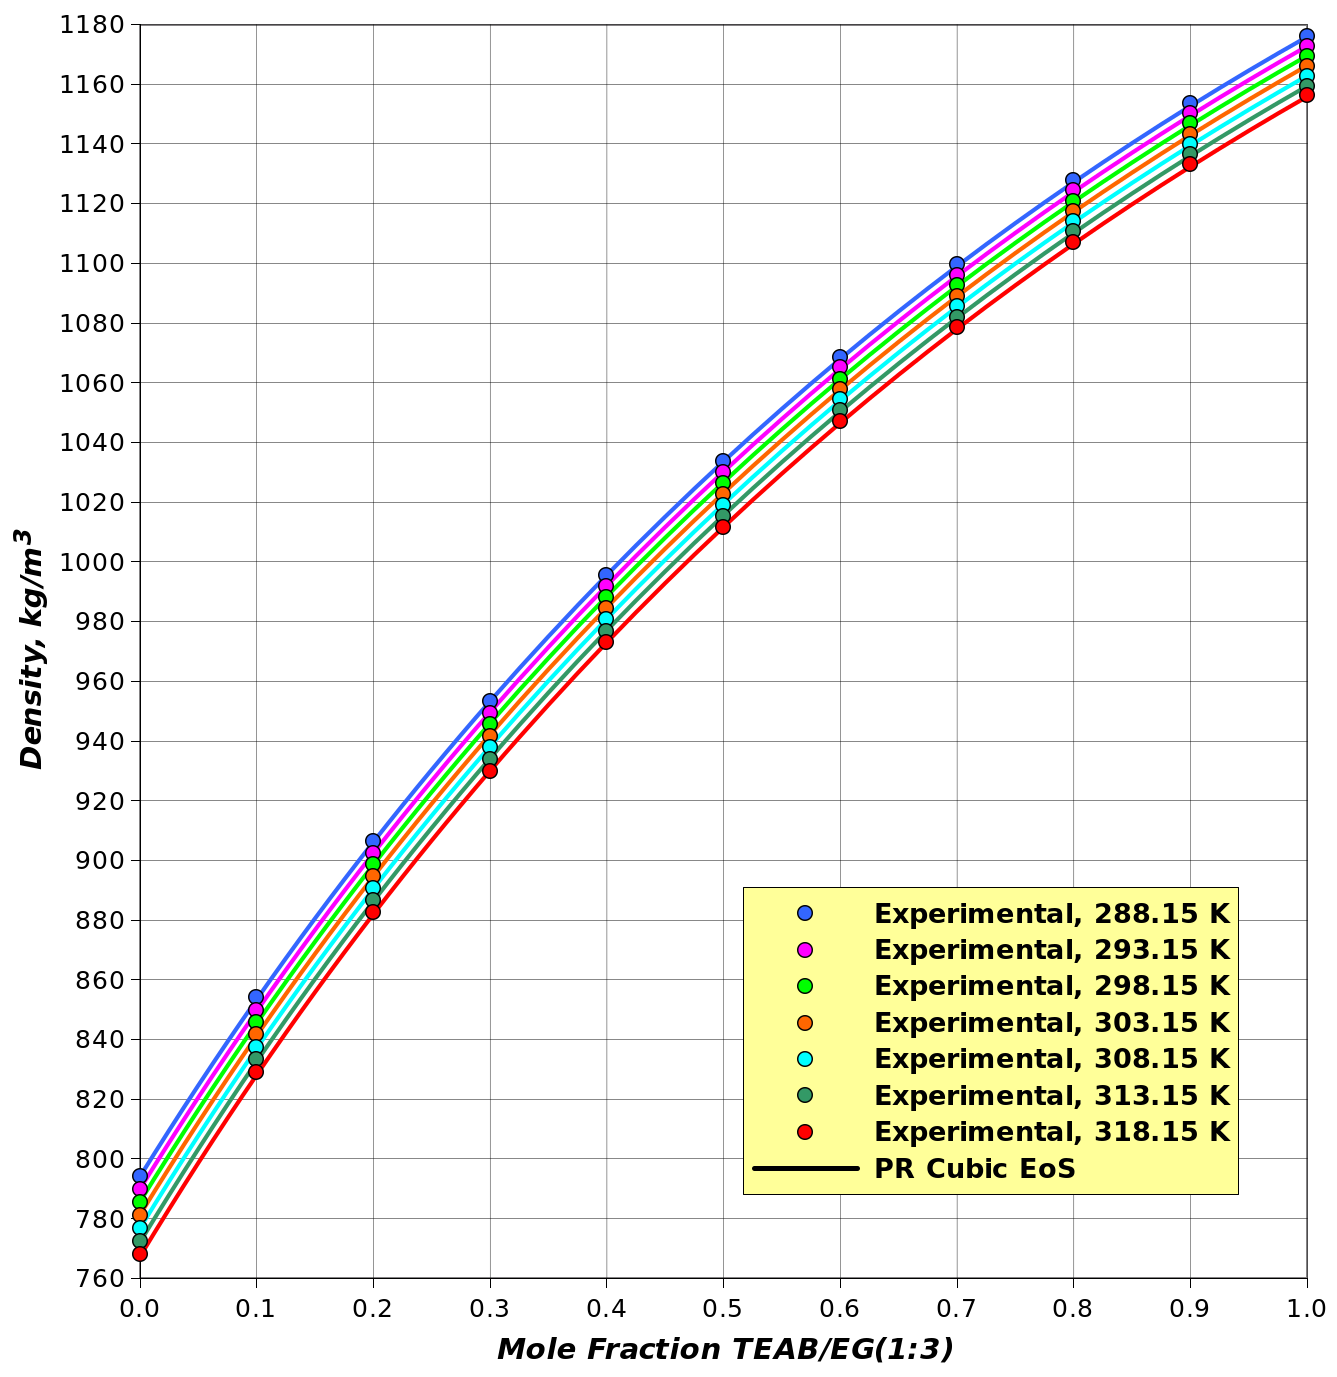 1180
1160
1140
1120
1100
1080
1060
1040
1020
1000
980
960
940
920
900
880
860
840
820
800
780
760
Density, kg/m³
Experimental, 288.15 K
Experimental, 293.15 K
Experimental, 298.15 K
Experimental, 303.15 K
Experimental, 308.15 K
Experimental, 313.15 K
Experimental, 318.15 K
PR Cubic EoS
0.0 0.1 0.2 0.3 0.4 0.5 0.6 0.7 0.8 0.9 1.0
Mole Fraction TEAB/EG(1:3)